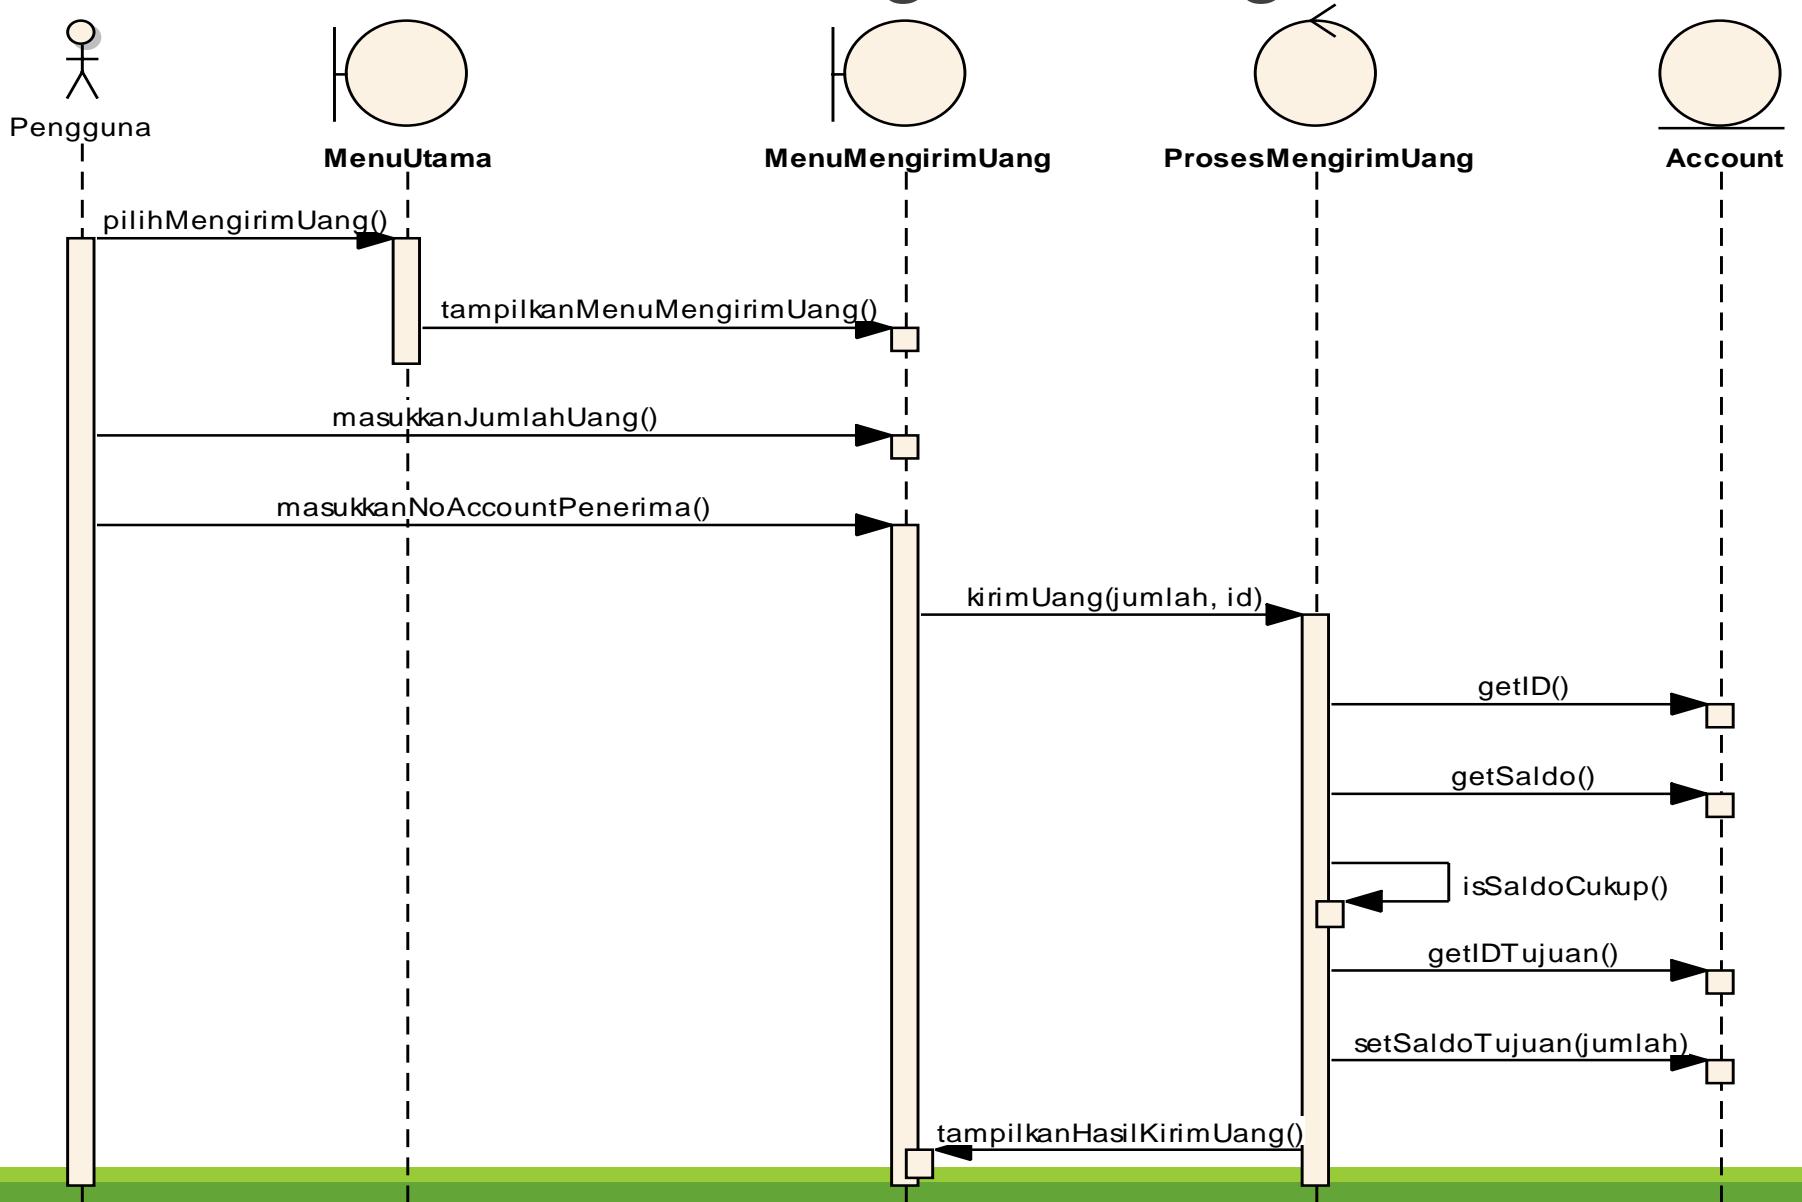 Pengguna
MenuUtama
MenuMengirimUang
ProsesMengirimUang
Account
pilihMengirimUang()
tampilkanMenuMengirimUang()
masukkanJumlahUang()
masukkanNoAccountPenerima()
kirimUang(jumlah, id)
getID()
getSaldo()
isSaldoCukup()
getIDTujuan()
setSaldoTujuan(jumlah)
tampilkanHasilKirimUang()